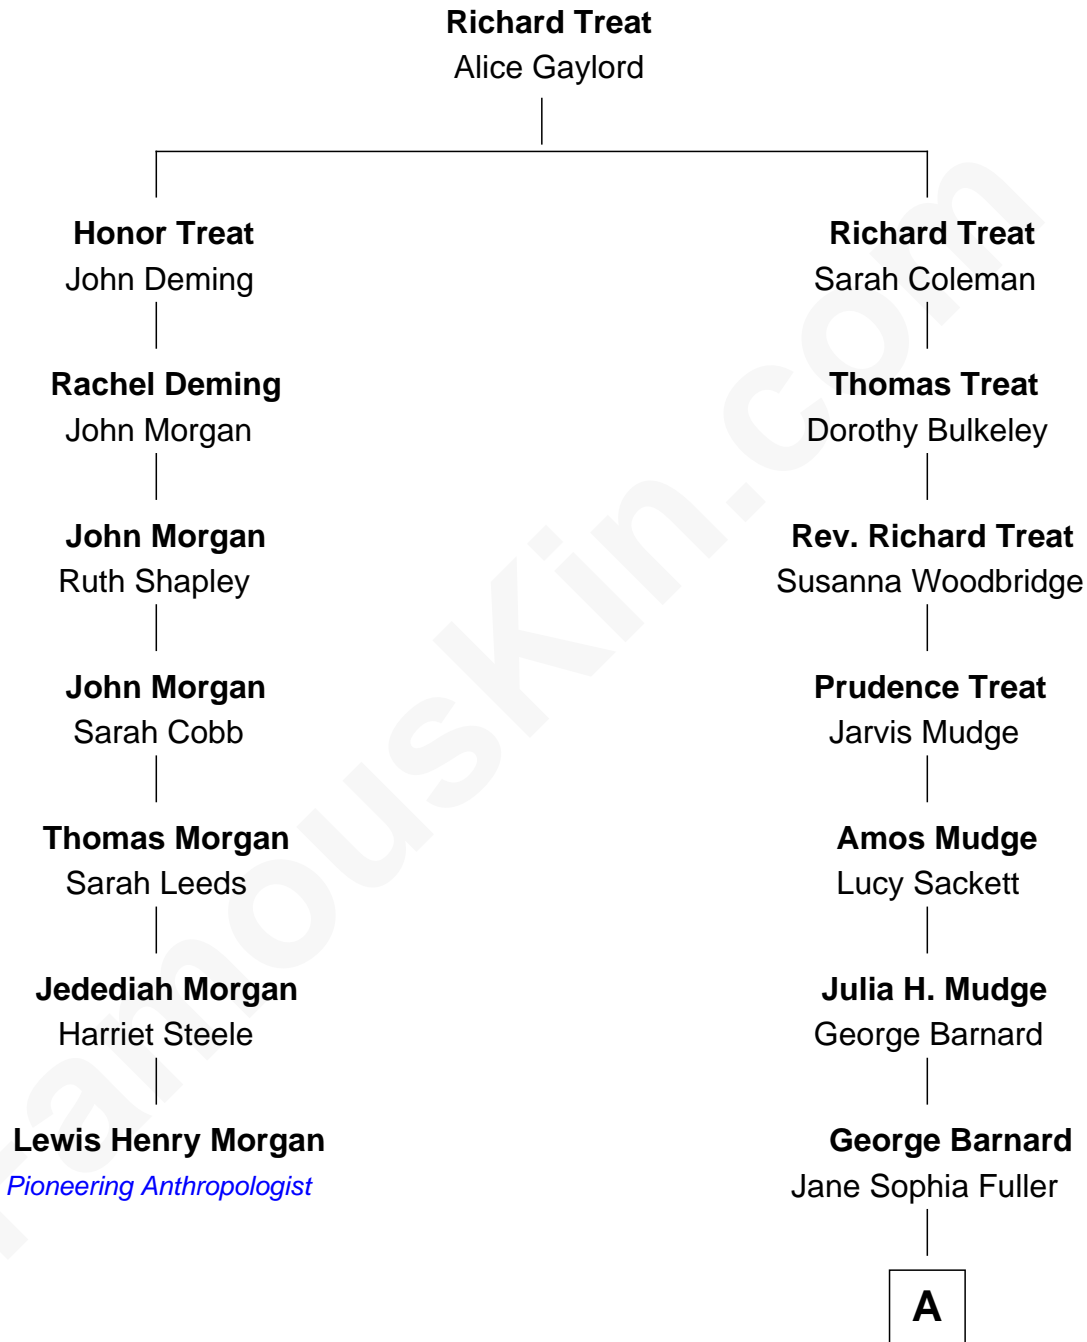 Richard Treat
Alice Gaylord
Honor Treat
John Deming
Rachel Deming
John Morgan
John Morgan
Ruth Shapley
John Morgan
Sarah Cobb
Thomas Morgan
Sarah Leeds
Jedediah Morgan
Harriet Steele
Lewis Henry Morgan
Pioneering Anthropologist
Richard Treat
Sarah Coleman
Thomas Treat
Dorothy Bulkeley
Rev. Richard Treat
Susanna Woodbridge
Prudence Treat
Jarvis Mudge
Amos Mudge
Lucy Sackett
Julia H. Mudge
George Barnard
George Barnard
Jane Sophia Fuller
A
FamousKin.com